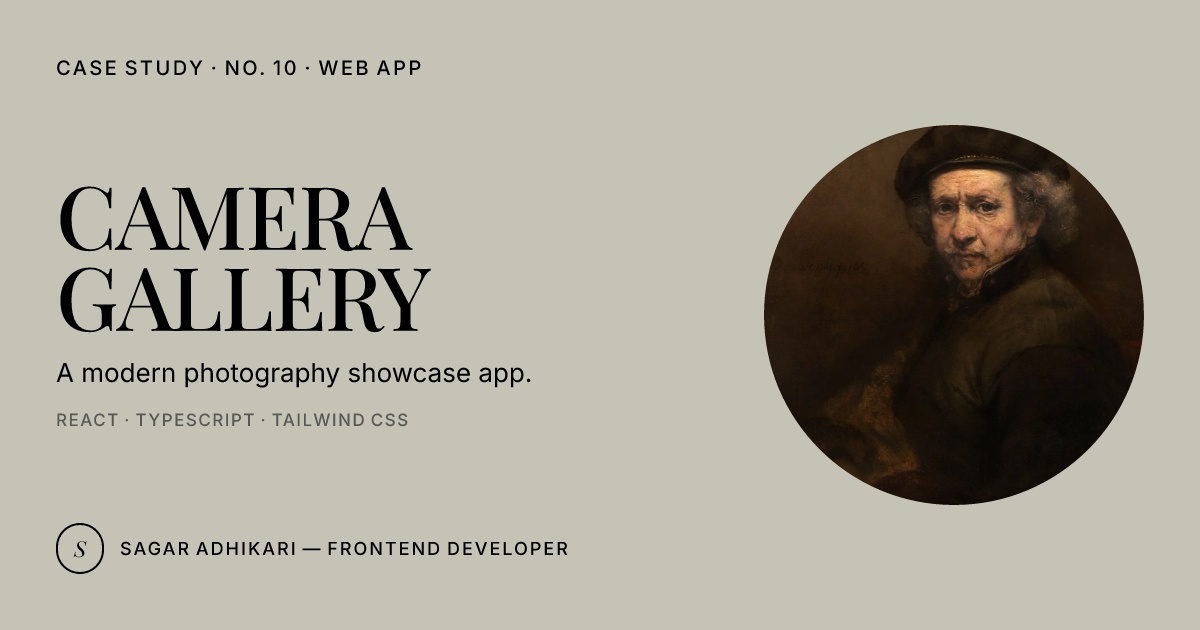 CASE STUDY · NO. 10 · WEB APP
CAMERA
GALLERY
A modern photography showcase app.
REACT · TYPESCRIPT · TAILWIND CSS
S
SAGAR ADHIKARI — FRONTEND DEVELOPER